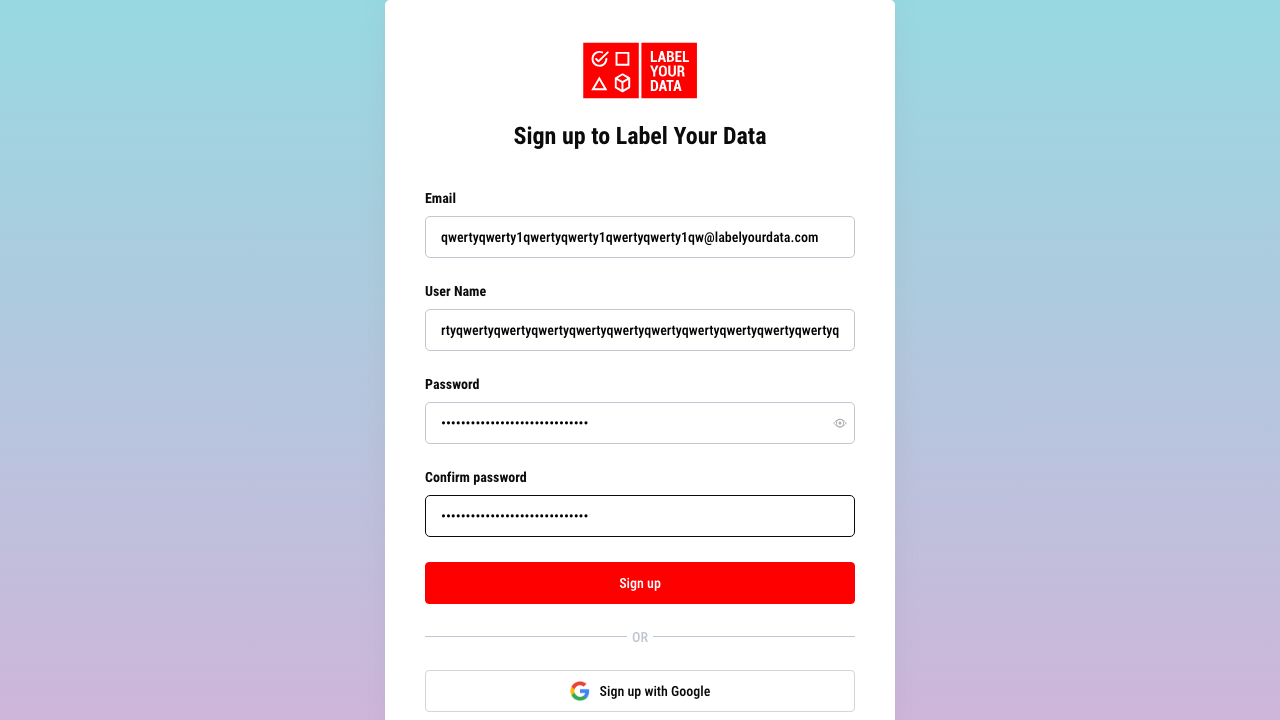 LABEL
YOUR
DATA
Sign up to Label Your Data
Email
qwertyqwerty1qwertyqwerty1qwertyqwerty1qw@labelyourdata.com
User Name
rtyqwertyqwertyqwertyqwertyqwertyqwertyqwertyqwertyqwertyqwertyq
Password
••••••••••••••••••••••••••••••
Confirm password
••••••••••••••••••••••••••••••
Sign up
OR
Sign up with Google